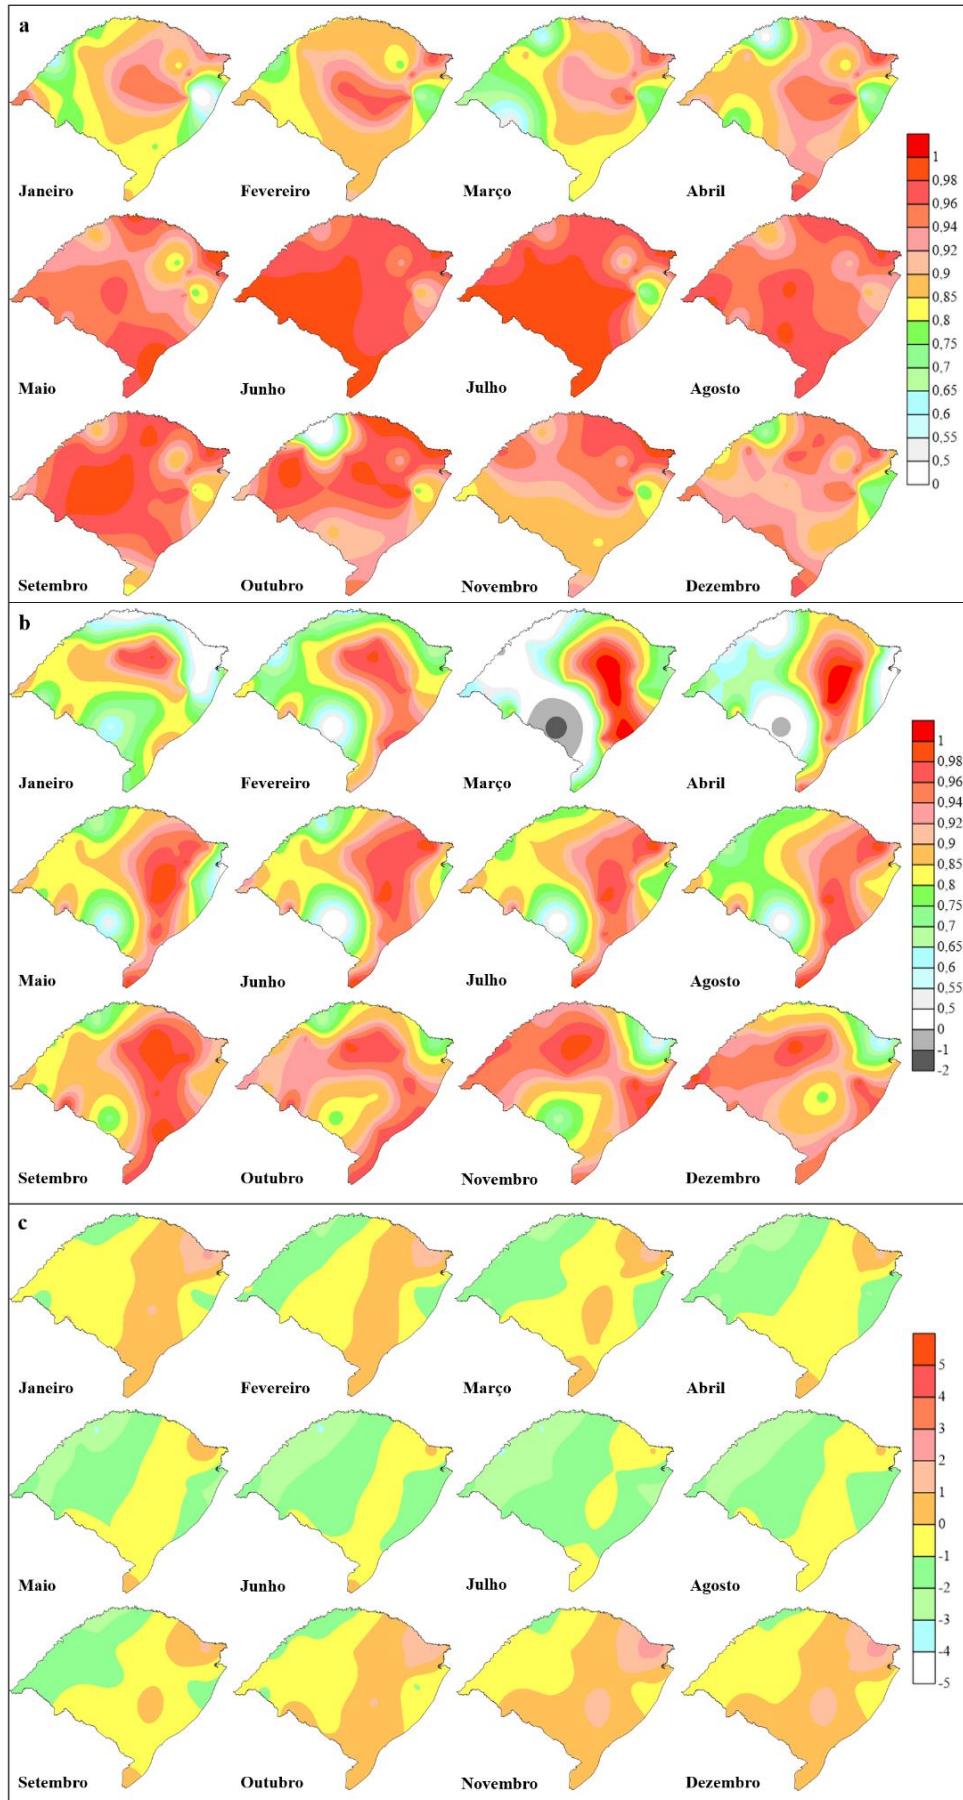 a
Janeiro
Fevereiro
Março
Abril
Maio
Junho
Julho
Agosto
Setembro
Outubro
Novembro
Dezembro
1
0,98
0,96
0,94
0,92
0,9
0,85
0,8
0,75
0,7
0,65
0,6
0,55
0,5
0
b
Janeiro
Fevereiro
Março
Abril
Maio
Junho
Julho
Agosto
Setembro
Outubro
Novembro
Dezembro
1
0,98
0,96
0,94
0,92
0,9
0,85
0,8
0,75
0,7
0,65
0,6
0,55
0,5
0
-1
-2
c
Janeiro
Fevereiro
Março
Abril
Maio
Junho
Julho
Agosto
Setembro
Outubro
Novembro
Dezembro
5
4
3
2
1
0
-1
-2
-3
-4
-5